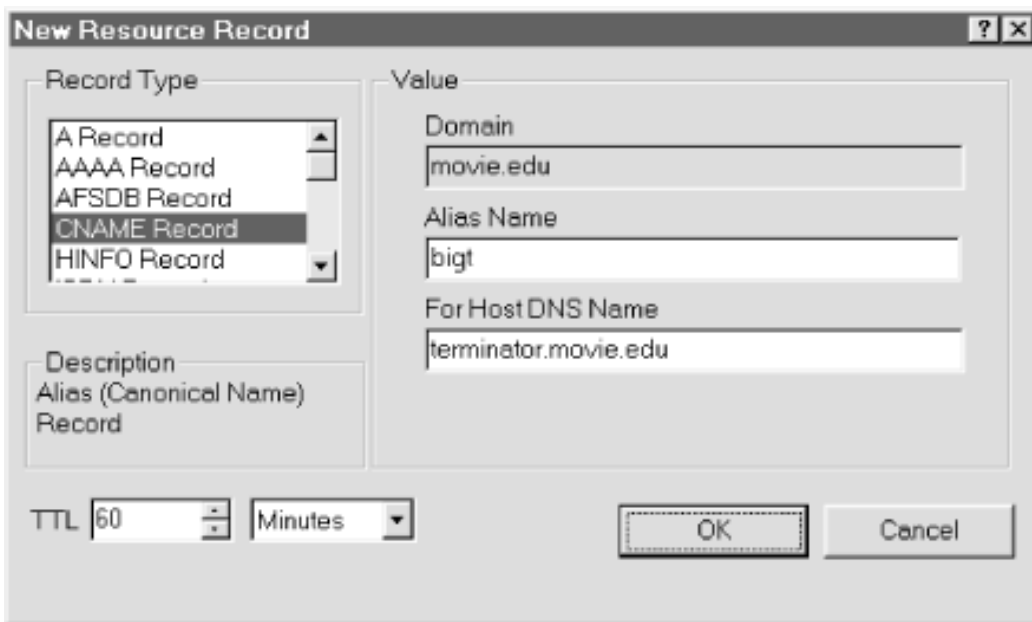 New Resource Record
Record Type
A Record
AAAA Record
AFSDB Record
CNAME Record
HINFO Record
Description
Alias (Canonical Name)
Record
Value
Domain
movie.edu
Alias Name
bigt
For Host DNS Name
terminator.movie.edu
TTL 60 Minutes
OK Cancel